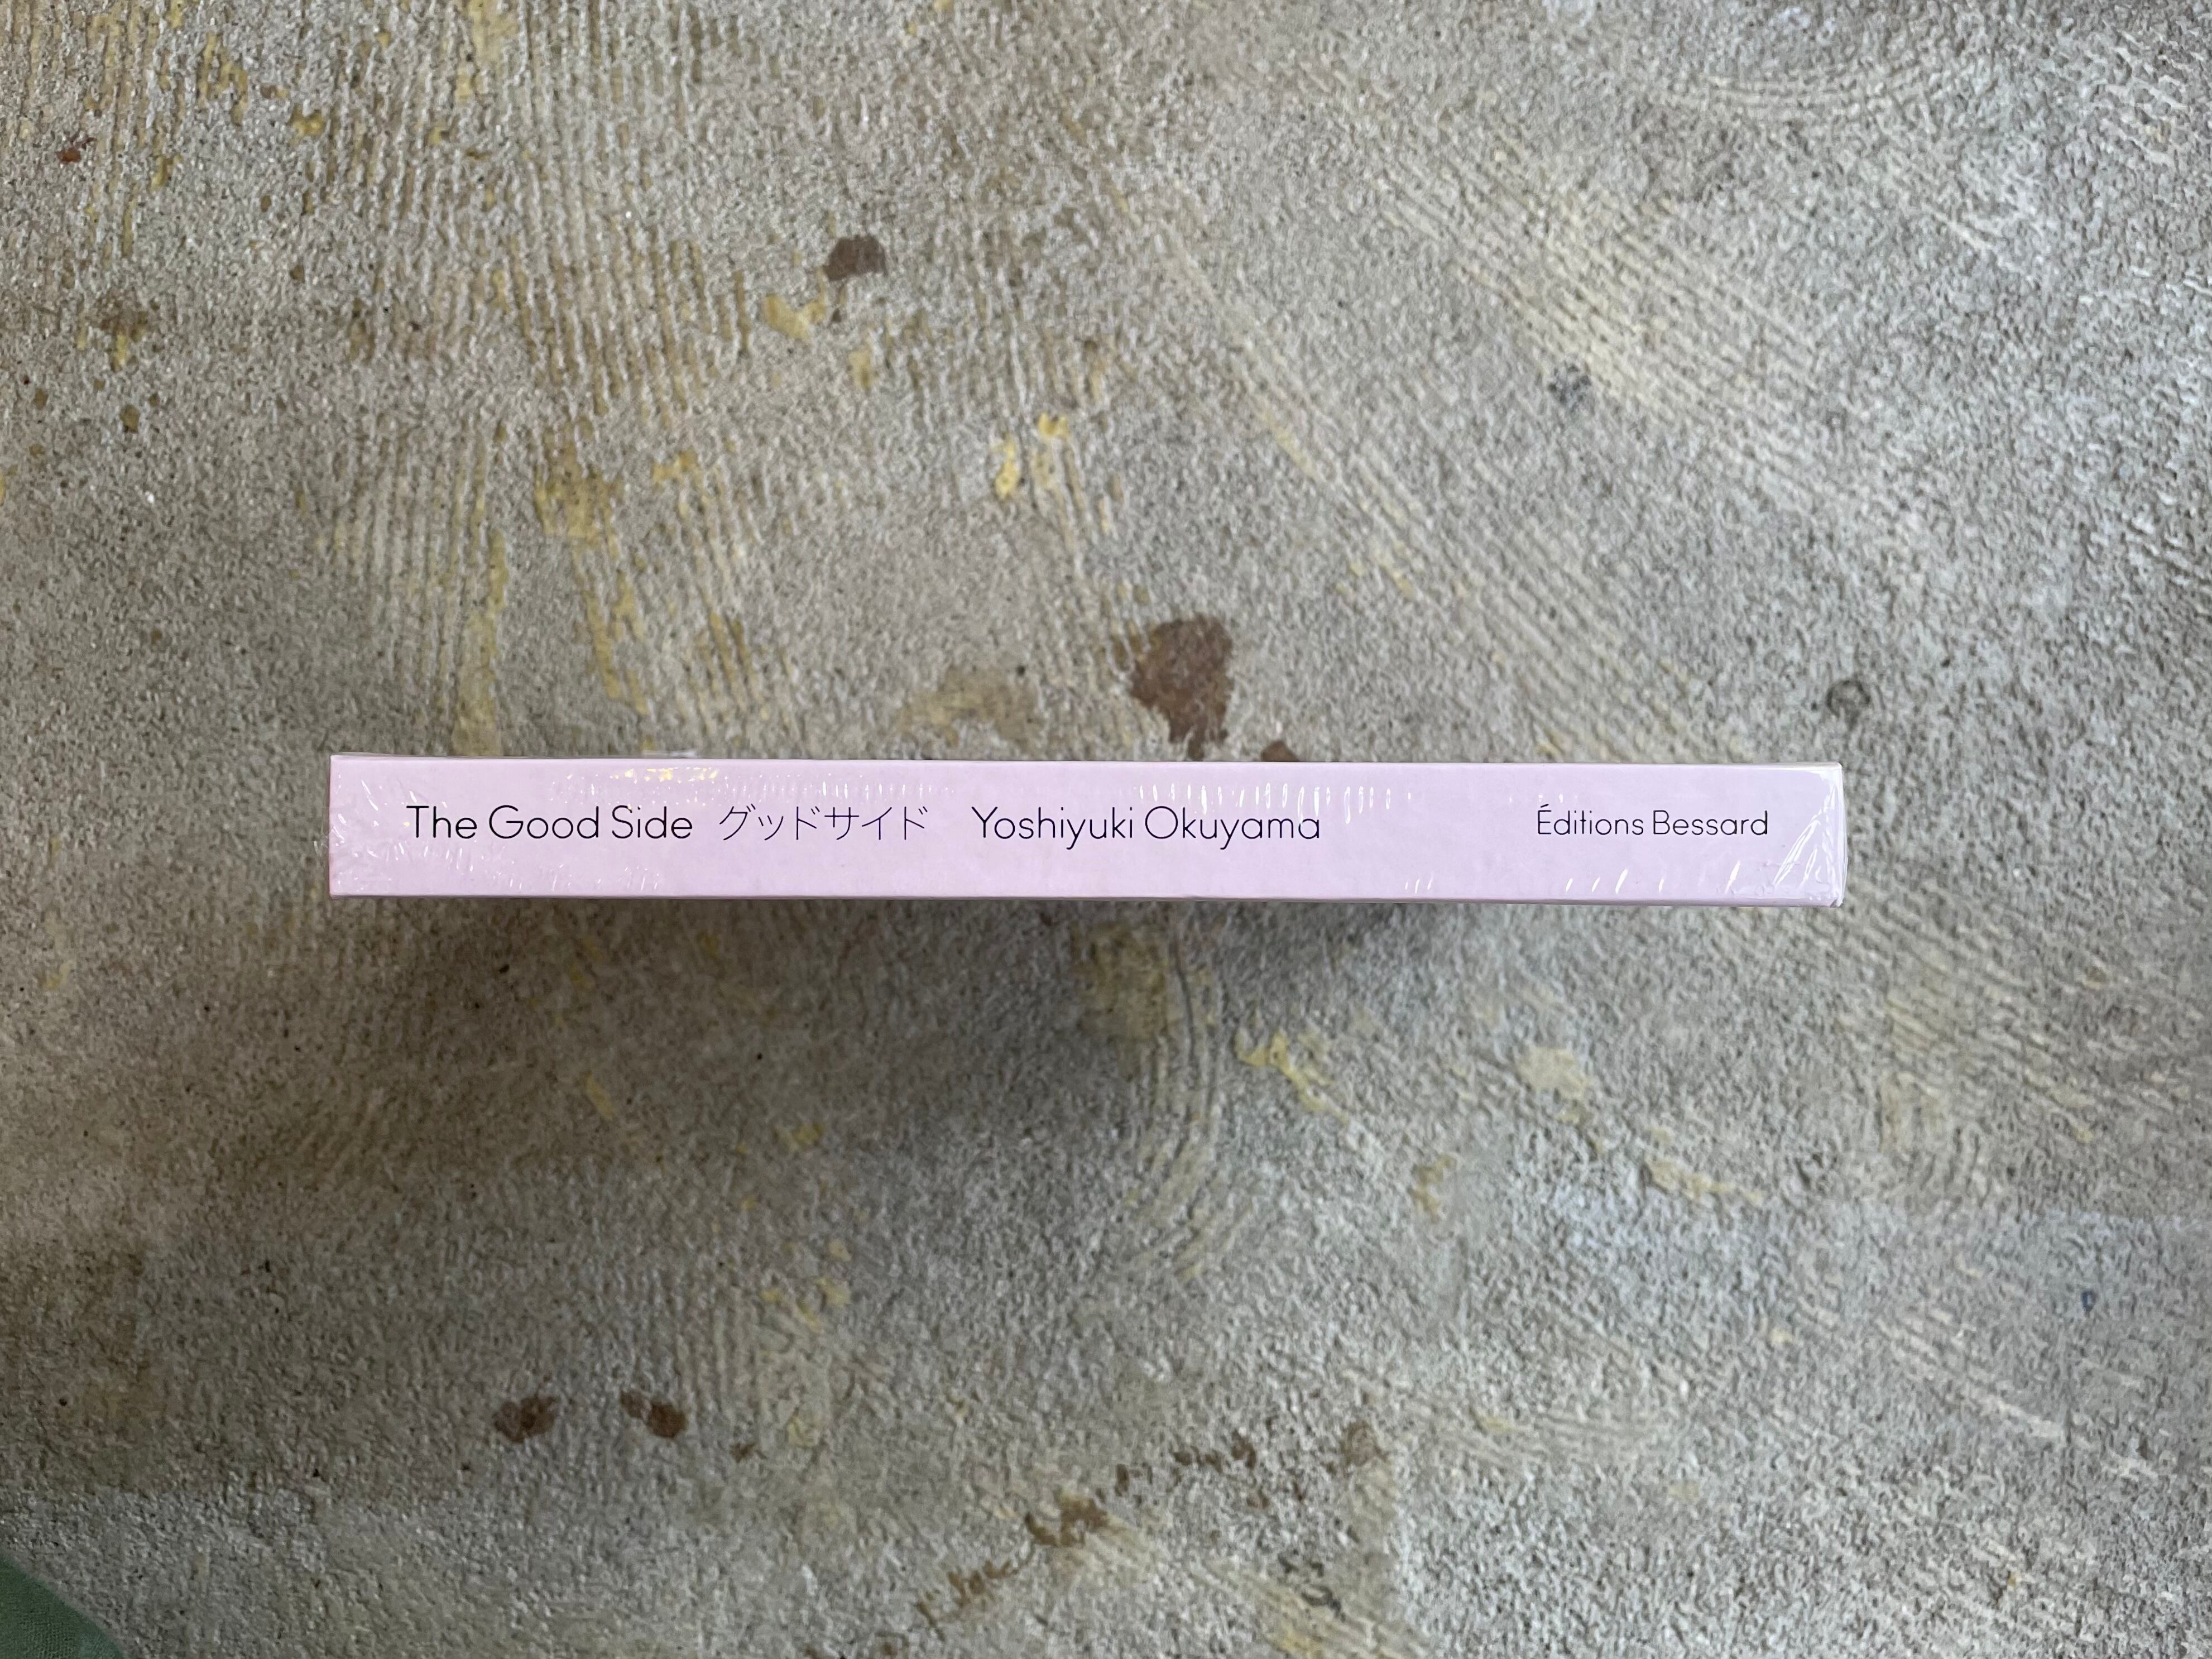 The Good Side グッドサイド Yoshiyuki Okuyama Éditions Bessard